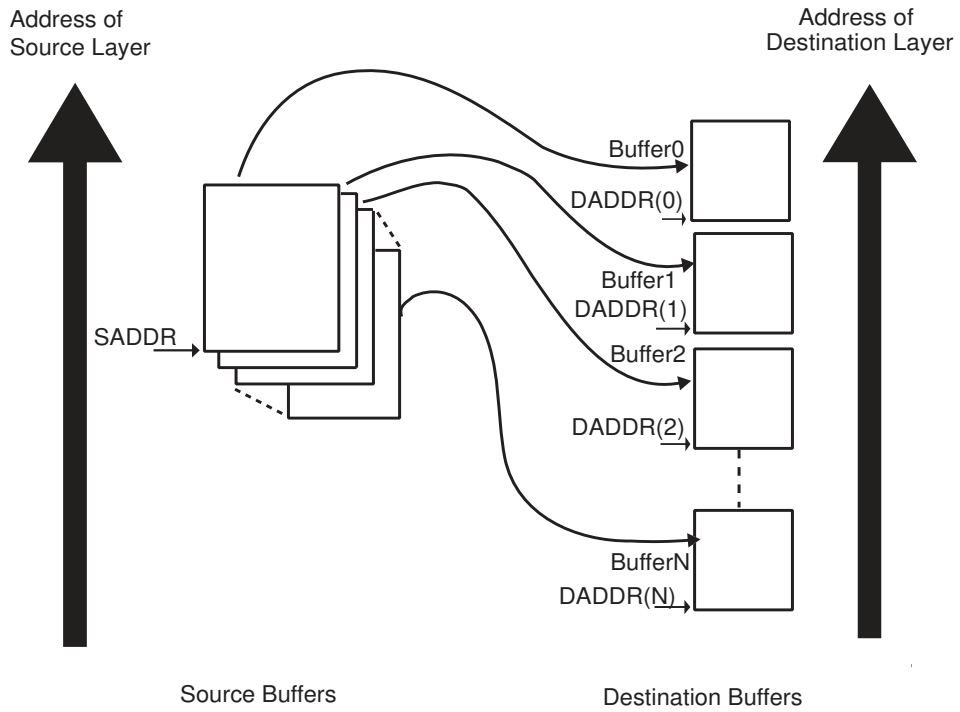 Address of
Source Layer
Address of
Destination Layer
Buffer0
DADDR(0)
Buffer1
DADDR(1)
SADDR
Buffer2
DADDR(2)
BufferN
DADDR(N)
Source Buffers
Destination Buffers